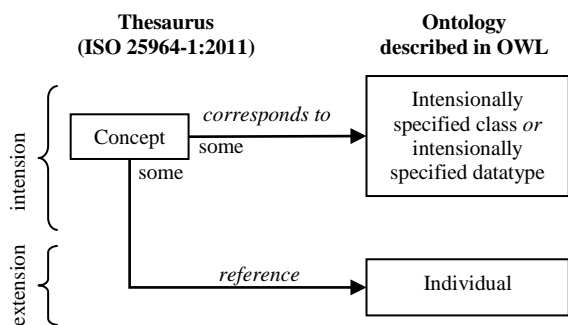 Thesaurus
(ISO 25964-1:2011)
Ontology
described in OWL
intension
Concept
corresponds to
some
some
Intensionally
specified class or
intensionally
specified datatype
extension
reference
Individual